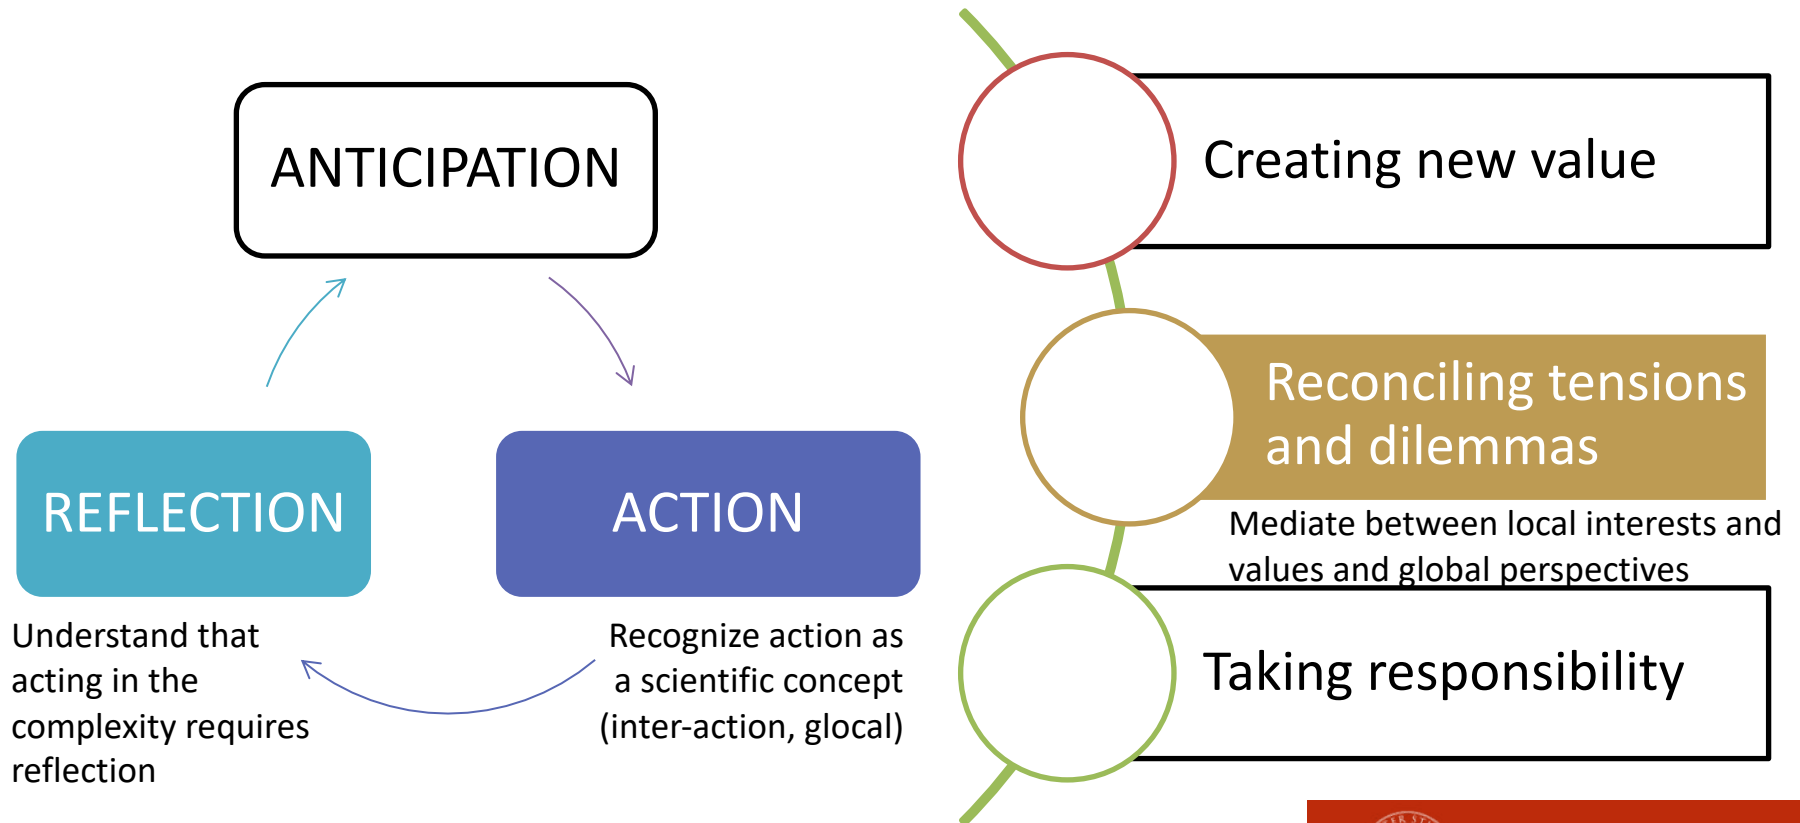 ANTICIPATION
REFLECTION
ACTION
Understand that
acting in the
complexity requires
reflection
Recognize action as
a scientific concept
(inter-action, glocal)
Creating new value
Reconciling tensions
and dilemmas
Mediate between local interests and
values and global perspectives
Taking responsibility